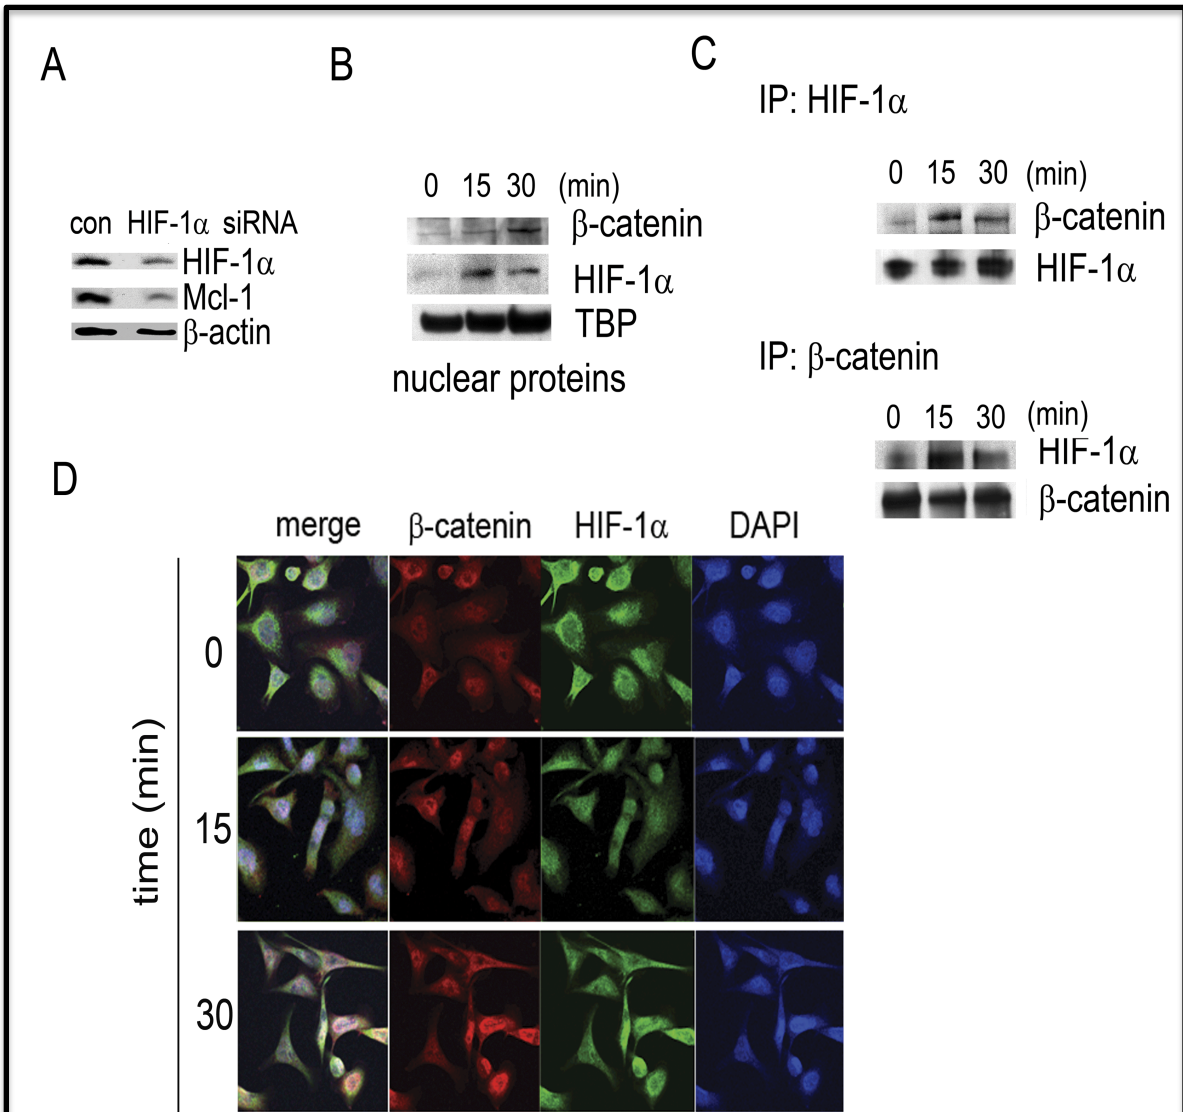 A
con HIF-1α siRNA
HIF-1α
Mcl-1
β-actin
B
0 15 30 (min)
β-catenin
HIF-1α
TBP
nuclear proteins
C
IP: HIF-1α
0 15 30 (min)
β-catenin
HIF-1α
IP: β-catenin
0 15 30 (min)
HIF-1α
β-catenin
D
merge β-catenin HIF-1α DAPI
time (min)
0
15
30